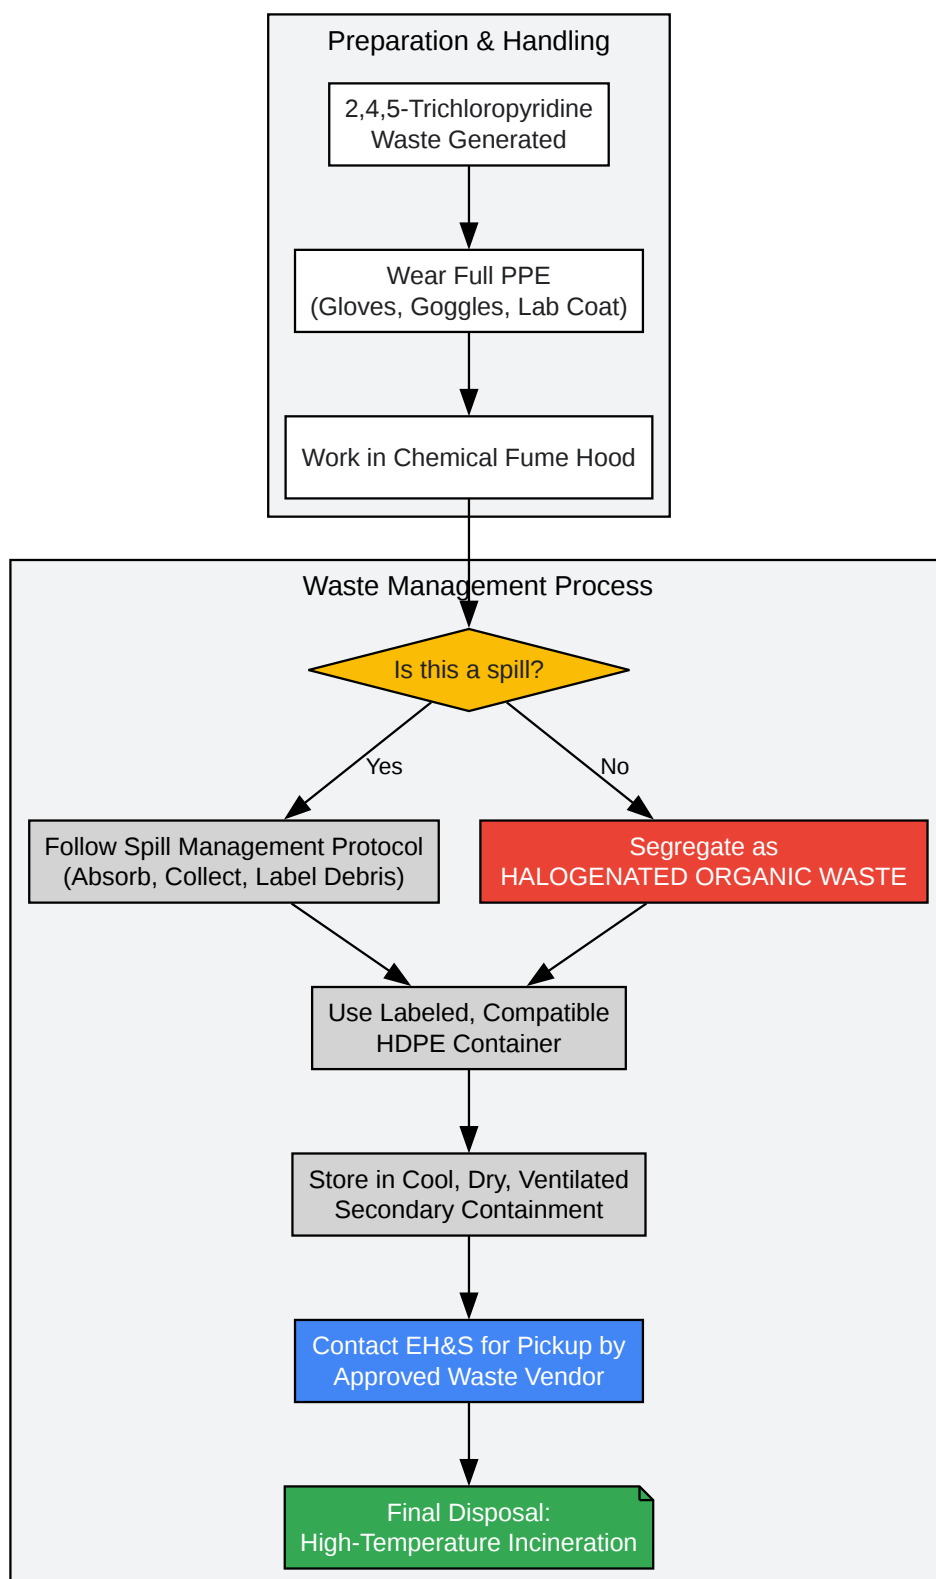 Preparation & Handling
2,4,5-Trichloropyridine
Waste Generated
Wear Full PPE
(Gloves, Goggles, Lab Coat)
Work in Chemical Fume Hood
Waste Management Process
Is this a spill?
Yes
No
Follow Spill Management Protocol
(Absorb, Collect, Label Debris)
Segregate as
HALOGENATED ORGANIC WASTE
Use Labeled, Compatible
HDPE Container
Store in Cool, Dry, Ventilated
Secondary Containment
Contact EH&S for Pickup by
Approved Waste Vendor
Final Disposal:
High-Temperature Incineration